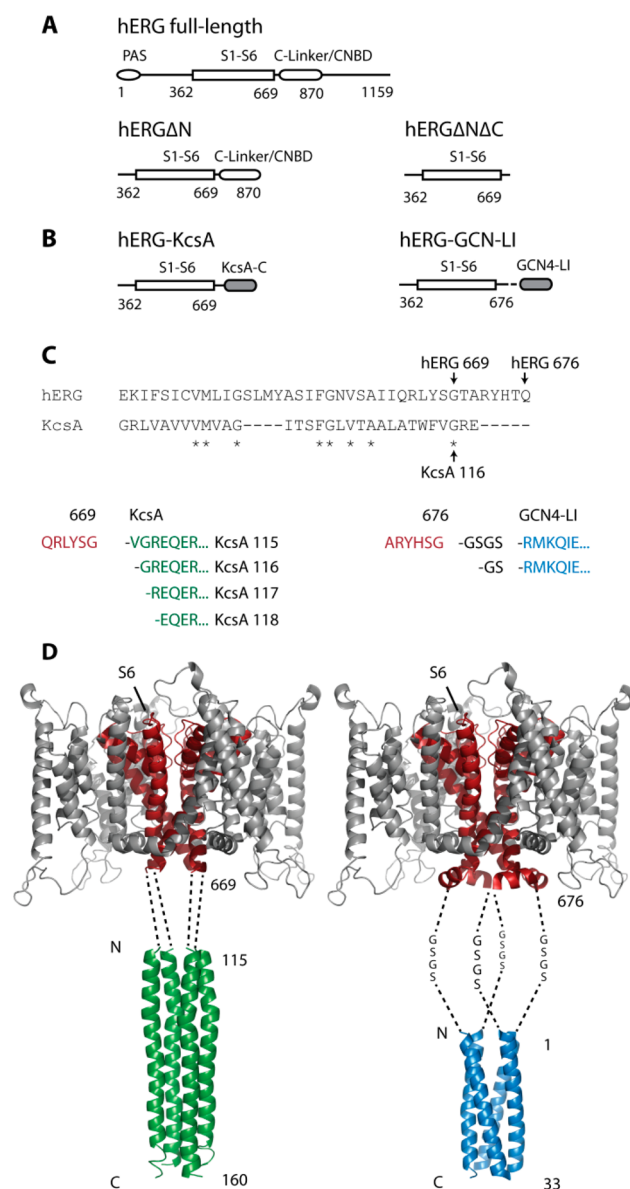 A
hERG full-length
PAS S1-S6 C-Linker/CNBD
1 362 669 870 1159
hERGΔN hERGΔNΔC
S1-S6 C-Linker/CNBD S1-S6
362 669 870 362 669
B
hERG-KcsA hERG-GCN-LI
S1-S6 KcsA-C S1-S6 GCN4-LI
362 669 362 676
C
hERG 669 hERG 676
hERG EKIFSICVMLIGSLMYASIFGNVSAIIQRLYSGTARYHTQ
KcsA GRLVAVVVMVAG----ITSFGLVTAALATWFVGRE-----
** * ** * * *
KcsA 116
669 KcsA 676 GCN4-LI
QRLYSG -VGREQER... KcsA 115 ARYHSG -GSGS -RMKQIE...
-GREQER... KcsA 116 -GS -RMKQIE...
-REQER... KcsA 117
-EQER... KcsA 118
D
S6 S6
669 676
GSGS GSGS GSGS GSGS
N 115 N 1
C 160 C 33